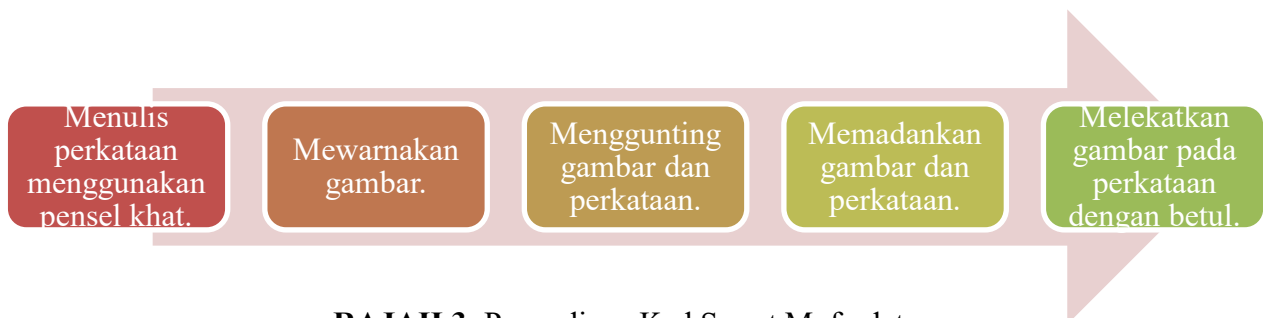 Menulis
perkataan
menggunakan
pensel khat.
Mewarnakan
gambar.
Menggunting
gambar dan
perkataan.
Memadankan
gambar dan
perkataan.
Melekatkan
gambar pada
perkataan
dengan betul.